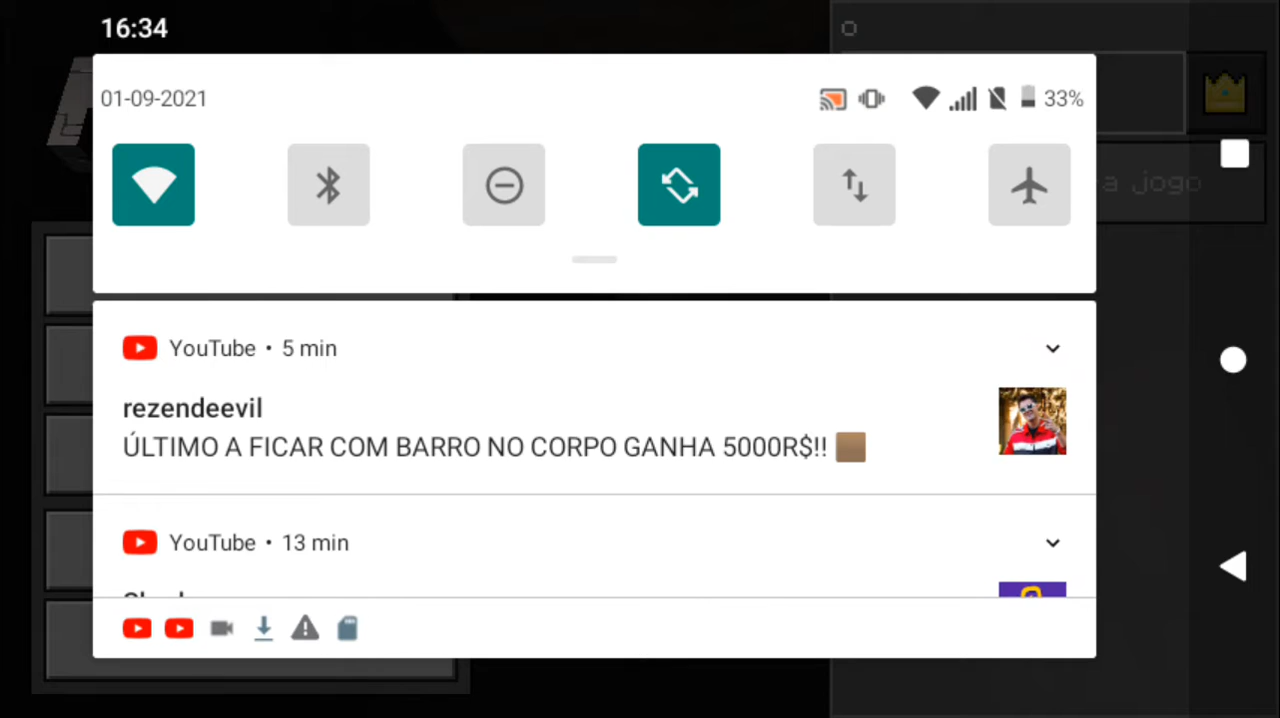 16:34
01-09-2021
33%
a jogo
YouTube • 5 min
rezendeevil
ÚLTIMO A FICAR COM BARRO NO CORPO GANHA 5000R$!!
YouTube • 13 min